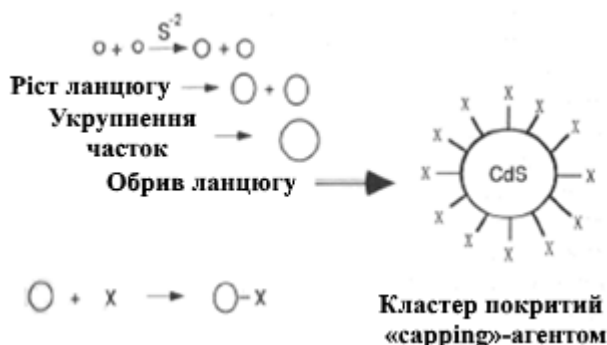 o + o S⁻² → O + O
Ріст ланцюгу → O + O
Укрупнення
часток → O
Обрив ланцюгу →
X X X X X X X X X X X X
CdS
O + X → O–X
Кластер покритий
«capping»-агентом